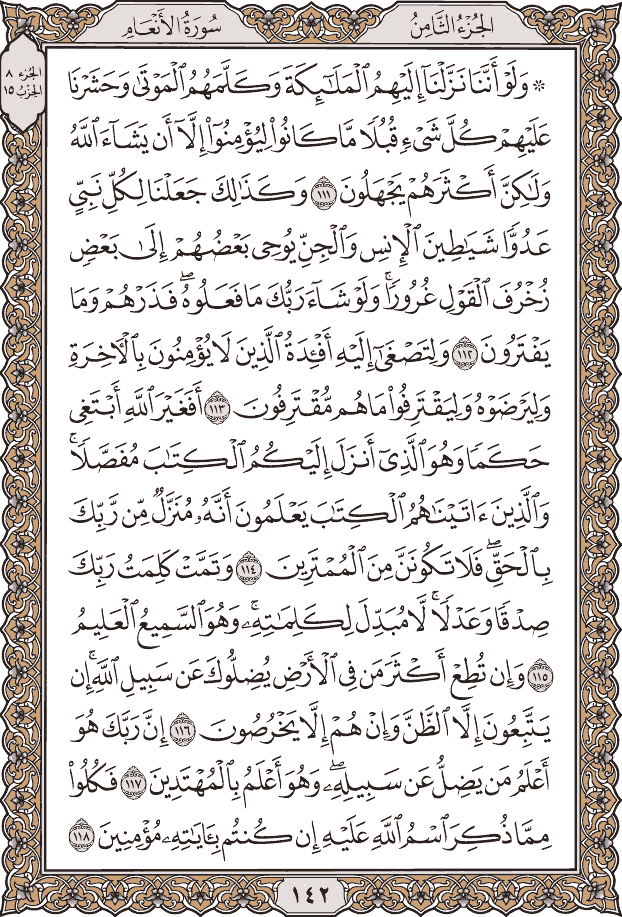 الجُزْءُ الثَّامِنُ
سُورَةُ الأَنْعَامِ
الجزء ٨
الحزب ١٥
۞ وَلَوْ أَنَّنَا نَزَّلْنَآ إِلَيْهِمُ ٱلْمَلَـٰٓئِكَةَ وَكَلَّمَهُمُ ٱلْمَوْتَىٰ وَحَشَرْنَا
عَلَيْهِمْ كُلَّ شَىْءٍ قُبُلًا مَّا كَانُوا۟ لِيُؤْمِنُوٓا۟ إِلَّآ أَن يَشَآءَ ٱللَّهُ
وَلَـٰكِنَّ أَكْثَرَهُمْ يَجْهَلُونَ ١١١ وَكَذَٰلِكَ جَعَلْنَا لِكُلِّ نَبِىٍّ
عَدُوًّا شَيَـٰطِينَ ٱلْإِنسِ وَٱلْجِنِّ يُوحِى بَعْضُهُمْ إِلَىٰ بَعْضٍ
زُخْرُفَ ٱلْقَوْلِ غُرُورًا ۚ وَلَوْ شَآءَ رَبُّكَ مَا فَعَلُوهُ ۖ فَذَرْهُمْ وَمَا
يَفْتَرُونَ ١١٢ وَلِتَصْغَىٰٓ إِلَيْهِ أَفْـِٔدَةُ ٱلَّذِينَ لَا يُؤْمِنُونَ بِٱلْـَٔاخِرَةِ
وَلِيَرْضَوْهُ وَلِيَقْتَرِفُوا۟ مَا هُم مُّقْتَرِفُونَ ١١٣ أَفَغَيْرَ ٱللَّهِ أَبْتَغِى
حَكَمًا وَهُوَ ٱلَّذِىٓ أَنزَلَ إِلَيْكُمُ ٱلْكِتَـٰبَ مُفَصَّلًا ۚ
وَٱلَّذِينَ ءَاتَيْنَـٰهُمُ ٱلْكِتَـٰبَ يَعْلَمُونَ أَنَّهُۥ مُنَزَّلٌ مِّن رَّبِّكَ
بِٱلْحَقِّ ۖ فَلَا تَكُونَنَّ مِنَ ٱلْمُمْتَرِينَ ١١٤ وَتَمَّتْ كَلِمَتُ رَبِّكَ
صِدْقًا وَعَدْلًا ۚ لَّا مُبَدِّلَ لِكَلِمَـٰتِهِۦ ۚ وَهُوَ ٱلسَّمِيعُ ٱلْعَلِيمُ
١١٥ وَإِن تُطِعْ أَكْثَرَ مَن فِى ٱلْأَرْضِ يُضِلُّوكَ عَن سَبِيلِ ٱللَّهِ ۚ إِن
يَتَّبِعُونَ إِلَّا ٱلظَّنَّ وَإِنْ هُمْ إِلَّا يَخْرُصُونَ ١١٦ إِنَّ رَبَّكَ هُوَ
أَعْلَمُ مَن يَضِلُّ عَن سَبِيلِهِۦ ۖ وَهُوَ أَعْلَمُ بِٱلْمُهْتَدِينَ ١١٧ فَكُلُوا۟
مِمَّا ذُكِرَ ٱسْمُ ٱللَّهِ عَلَيْهِ إِن كُنتُم بِـَٔايَـٰتِهِۦ مُؤْمِنِينَ ١١٨
١٤٢